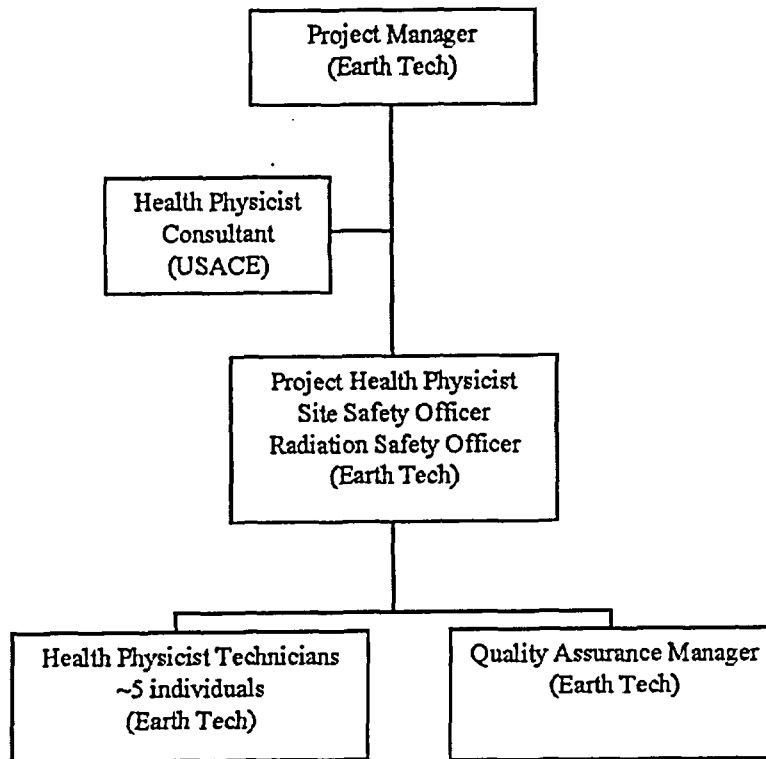 Project Manager
(Earth Tech)
Health Physicist
Consultant
(USACE)
Project Health Physicist
Site Safety Officer
Radiation Safety Officer
(Earth Tech)
Health Physicist Technicians
~5 individuals
(Earth Tech)
Quality Assurance Manager
(Earth Tech)